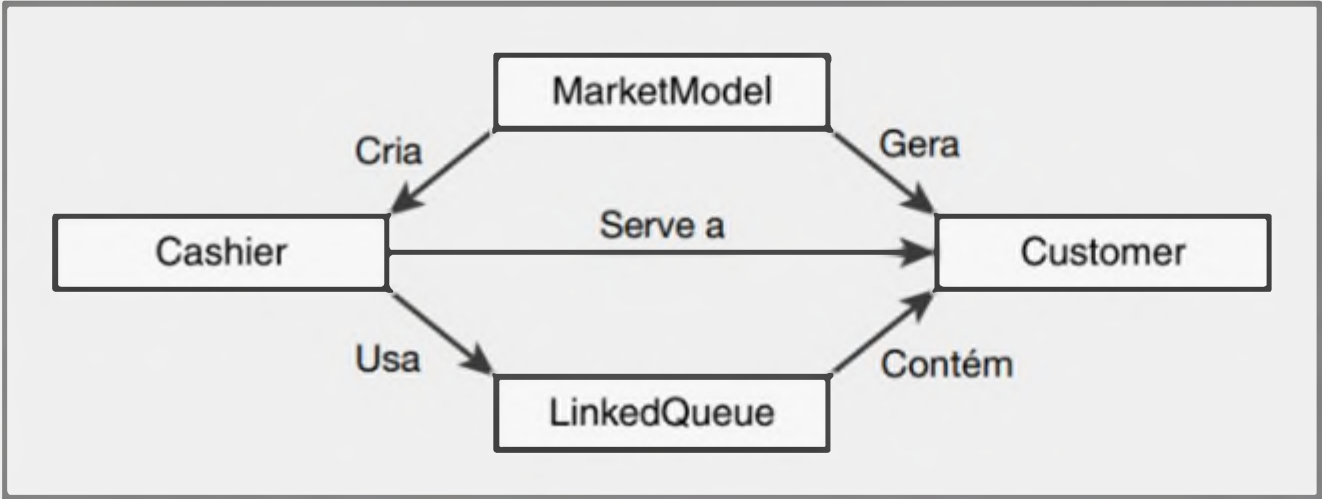 MarketModel
Cria
Gera
Serve a
Cashier
Customer
Usa
Contém
LinkedQueue